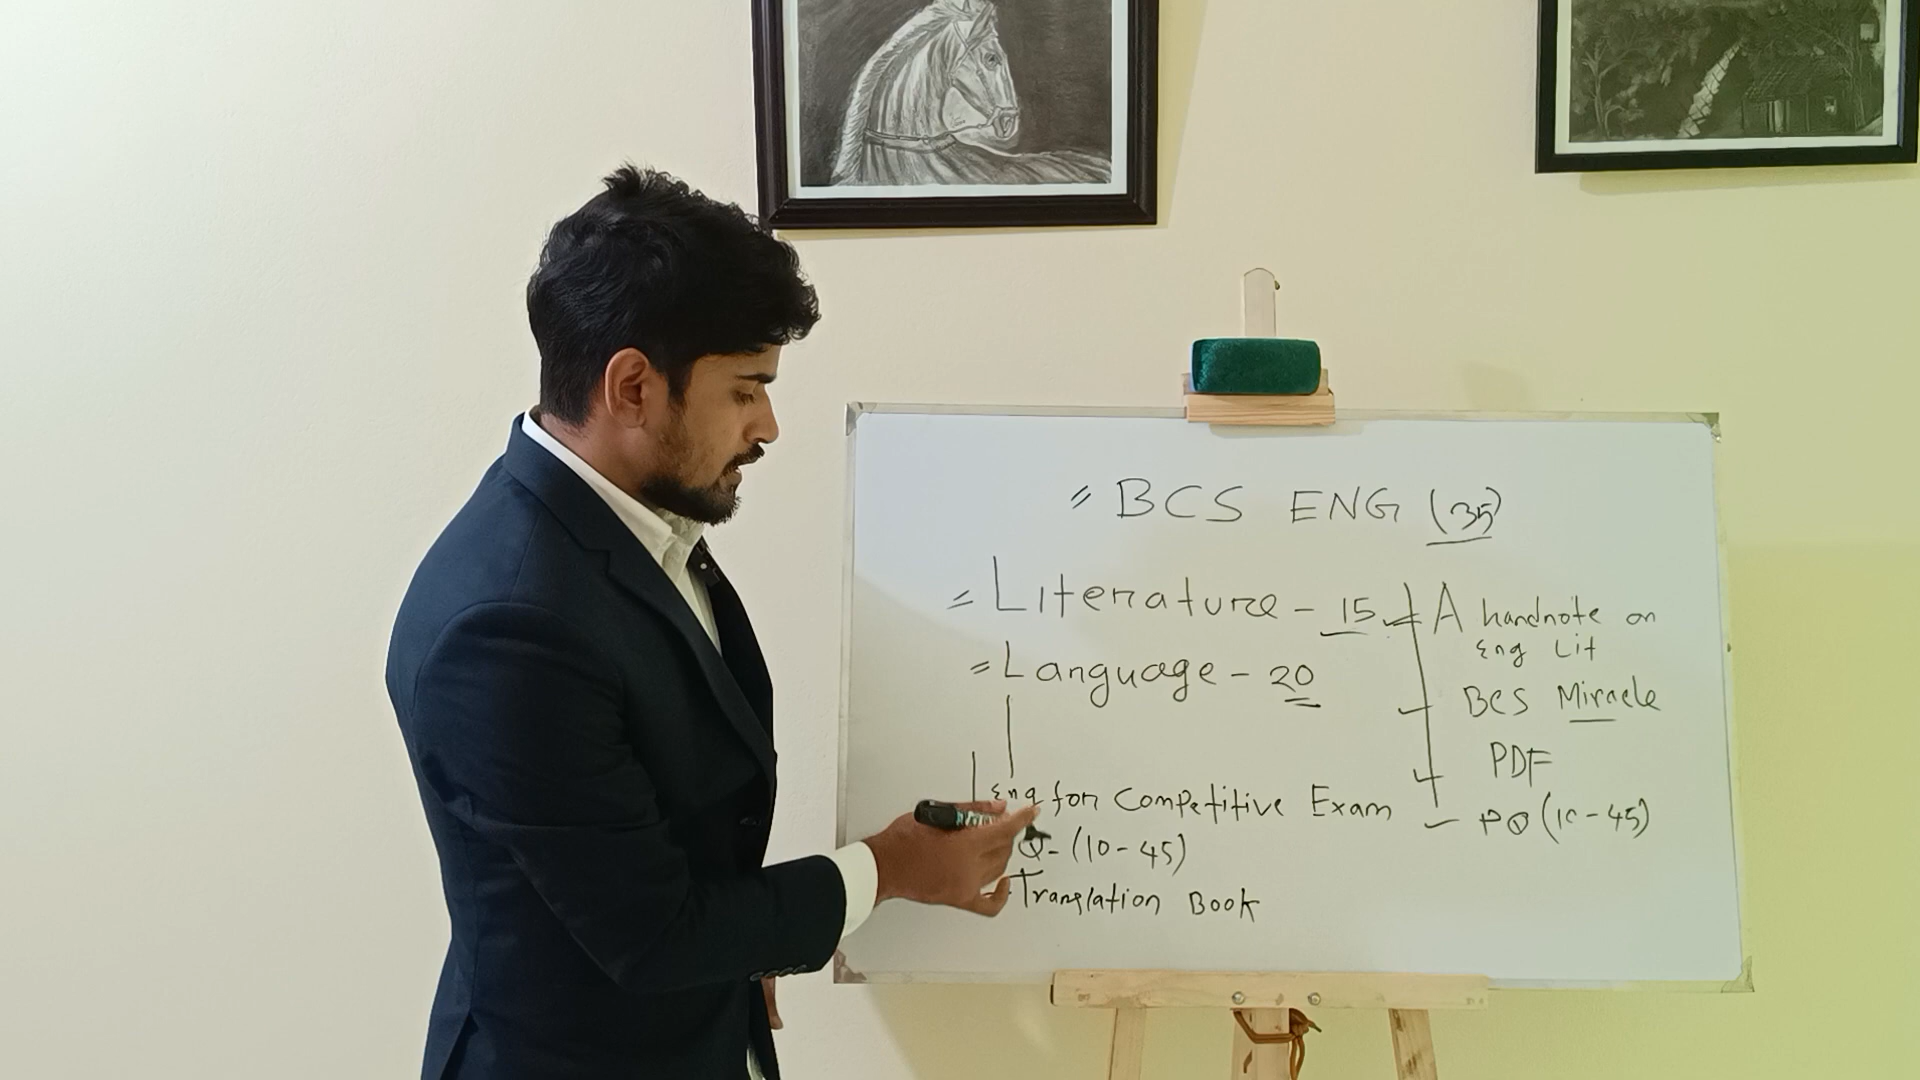 = BCS ENG (35)
= Literature - 15
= Language - 20
Eng for Competitive Exam
Q - (10 - 45)
- Translation Book
A handnote on
Eng Lit
BCS Miracle
PDF
- PQ (10 - 45)